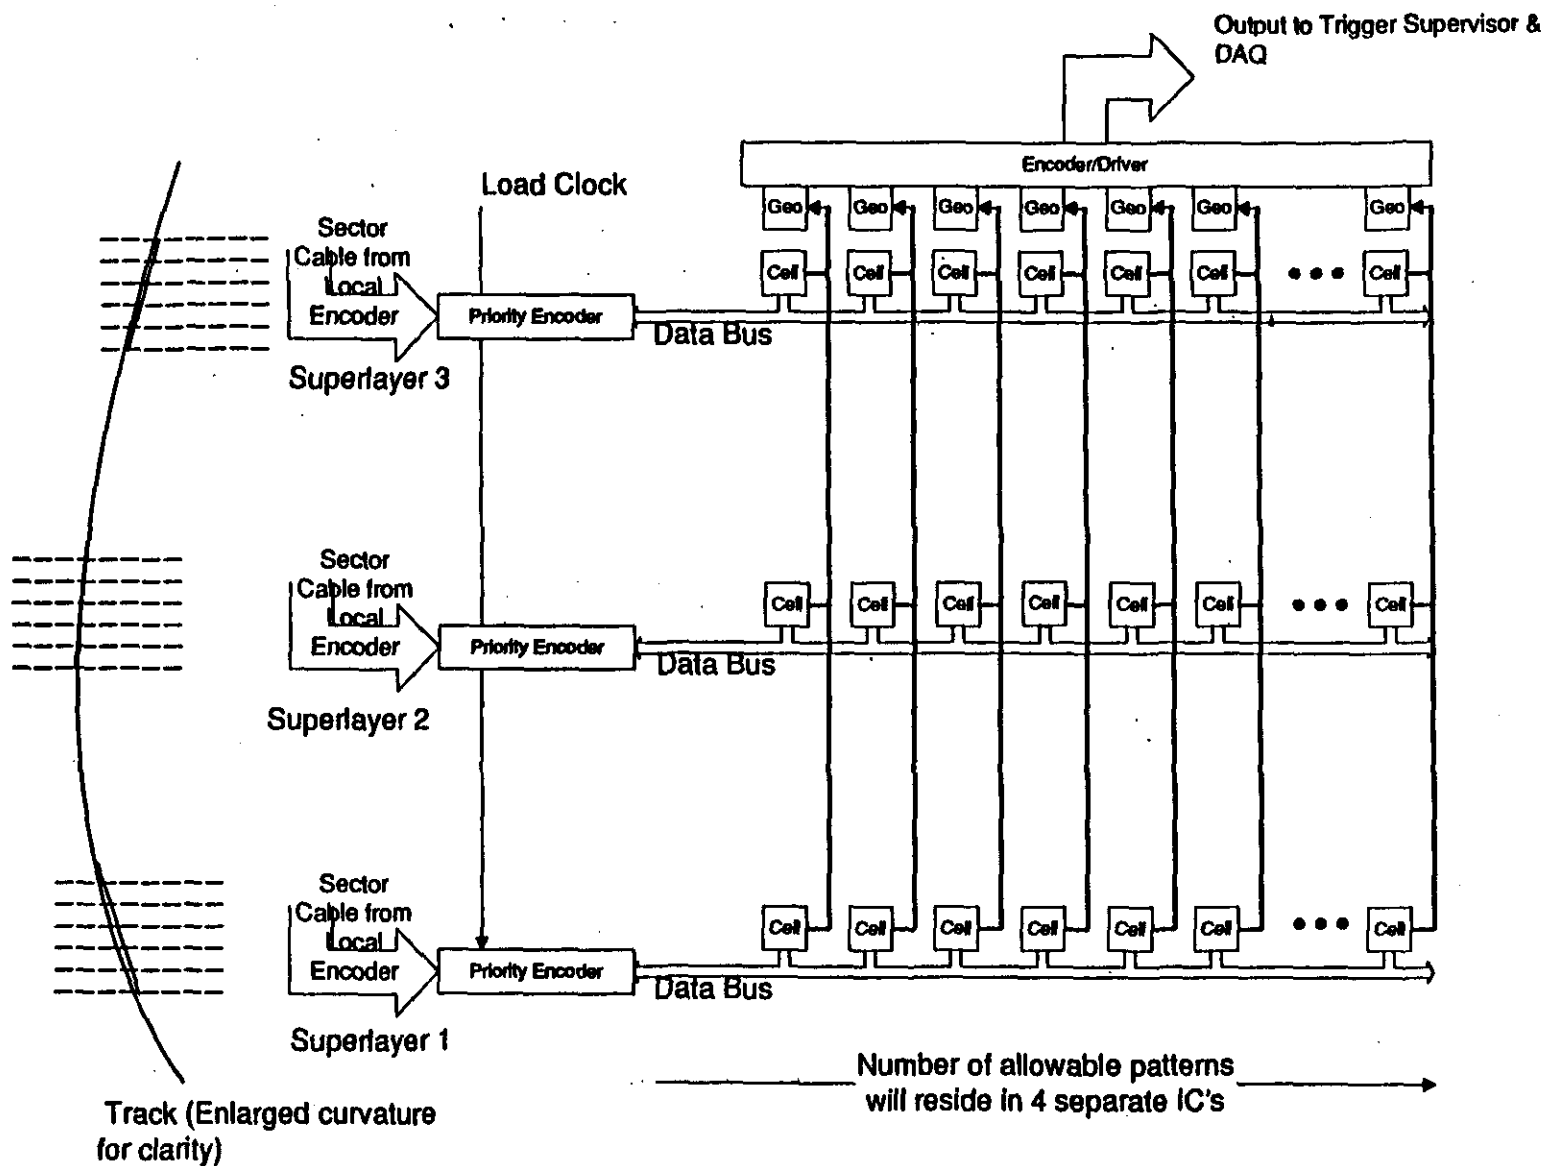 Output to Trigger Supervisor &
DAQ
Encoder/Driver
Load Clock
Geo Geo Geo Geo Geo Geo Geo
Sector
Cable from
Local
Encoder
Cell Cell Cell Cell Cell Cell Cell
Priority Encoder
Data Bus
Superlayer 3
Sector
Cable from
Local
Encoder
Cell Cell Cell Cell Cell Cell Cell
Priority Encoder
Data Bus
Superlayer 2
Sector
Cable from
Local
Encoder
Cell Cell Cell Cell Cell Cell Cell
Priority Encoder
Data Bus
Superlayer 1
Number of allowable patterns
will reside in 4 separate IC's
Track (Enlarged curvature
for clarity)